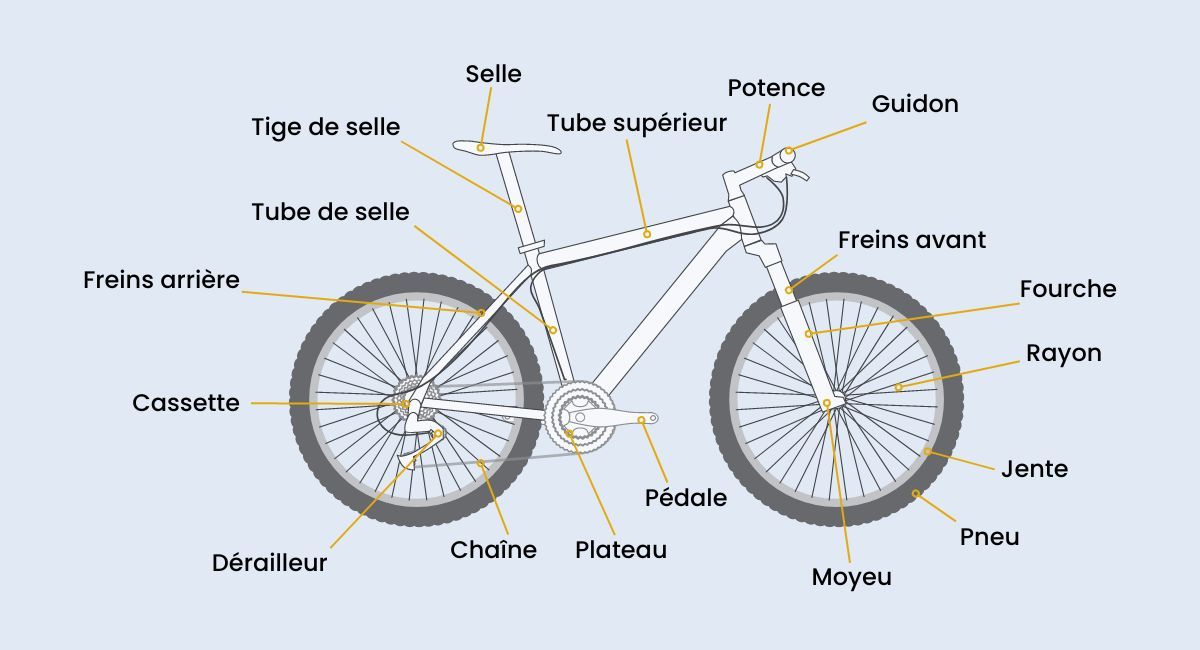 Selle
Potence
Guidon
Tige de selle
Tube supérieur
Tube de selle
Freins avant
Freins arrière
Fourche
Rayon
Cassette
Jente
Pédale
Pneu
Chaîne
Plateau
Dérailleur
Moyeu